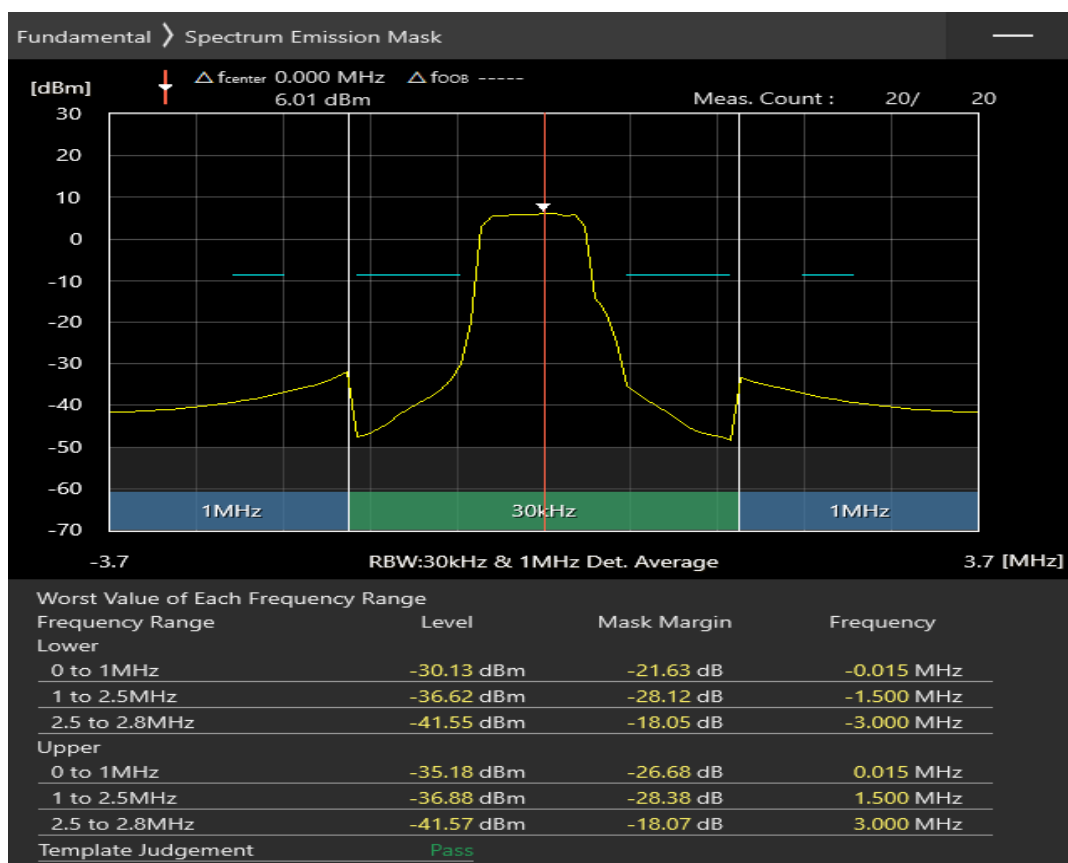 Fundamental 〉 Spectrum Emission Mask
△ fcenter 0.000 MHz △ fOOB -----
[dBm] 6.01 dBm Meas. Count : 20/ 20
30
20
10
0
-10
-20
-30
-40
-50
-60
1MHz 30kHz 1MHz
-70
-3.7 RBW:30kHz & 1MHz Det. Average 3.7 [MHz]
Worst Value of Each Frequency Range
Frequency Range Level Mask Margin Frequency
Lower
0 to 1MHz -30.13 dBm -21.63 dB -0.015 MHz
1 to 2.5MHz -36.62 dBm -28.12 dB -1.500 MHz
2.5 to 2.8MHz -41.55 dBm -18.05 dB -3.000 MHz
Upper
0 to 1MHz -35.18 dBm -26.68 dB 0.015 MHz
1 to 2.5MHz -36.88 dBm -28.38 dB 1.500 MHz
2.5 to 2.8MHz -41.57 dBm -18.07 dB 3.000 MHz
Template Judgement Pass